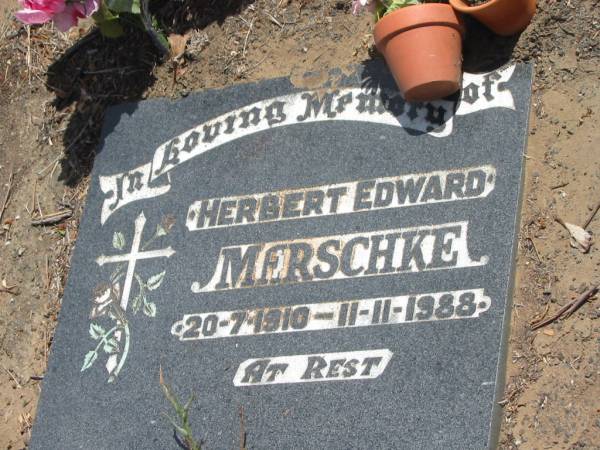 In Loving Memory of
HERBERT EDWARD
MERSCHKE
20-7-1910 — 11-11-1988
AT REST